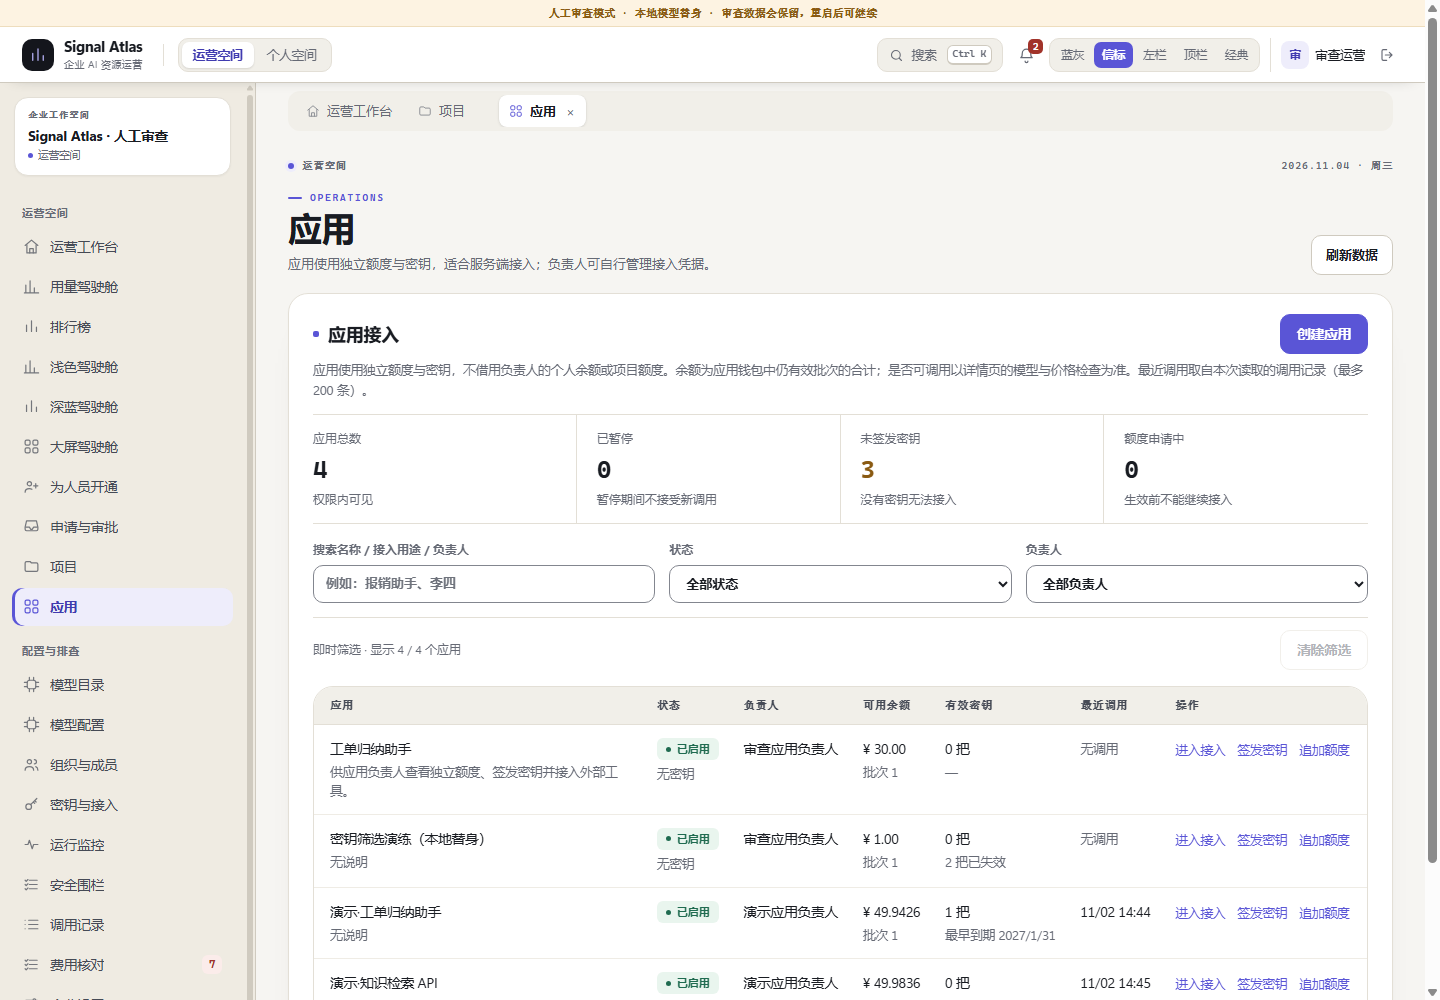 人工审查模式 · 本地模型替身 · 审查数据会保留，重启后可继续
Signal Atlas
企业 AI 资源运营
运营空间 个人空间
搜索 Ctrl K
2
蓝灰 信标 左栏 顶栏 经典
审 审查运营
企业工作空间
Signal Atlas · 人工审查
运营空间
运营空间
运营工作台
用量驾驶舱
排行榜
浅色驾驶舱
深蓝驾驶舱
大屏驾驶舱
为人员开通
申请与审批
项目
应用
配置与排查
模型目录
模型配置
组织与成员
密钥与接入
运行监控
安全围栏
调用记录
费用核对 7
运营工作台 项目 应用 ×
运营空间
2026.11.04 · 周三
OPERATIONS
应用
应用使用独立额度与密钥，适合服务端接入；负责人可自行管理接入凭据。
刷新数据
应用接入
创建应用
应用使用独立额度与密钥，不借用负责人的个人余额或项目额度。余额为应用钱包中仍有效批次的合计；是否可调用以详情页的模型与价格检查为准。最近调用取自本次读取的调用记录（最多
200 条）。
应用总数 已暂停 未签发密钥 额度申请中
4 0 3 0
权限内可见 暂停期间不接受新调用 没有密钥无法接入 生效前不能继续接入
搜索名称 / 接入用途 / 负责人 状态 负责人
例如：报销助手、李四 全部状态 全部负责人
即时筛选 · 显示 4 / 4 个应用
清除筛选
应用 状态 负责人 可用余额 有效密钥 最近调用 操作
工单归纳助手 已启用 审查应用负责人 ¥ 30.00 0 把 无调用 进入接入 签发密钥 追加额度
供应用负责人查看独立额度、签发密钥并接入外部工 无密钥 批次 1 —
具。
密钥筛选演练（本地替身） 已启用 审查应用负责人 ¥ 1.00 0 把 无调用 进入接入 签发密钥 追加额度
无说明 无密钥 批次 1 2 把已失效
演示·工单归纳助手 已启用 演示应用负责人 ¥ 49.9426 1 把 11/02 14:44 进入接入 签发密钥 追加额度
无说明 批次 1 最早到期 2027/1/31
演示·知识检索 API 已启用 演示应用负责人 ¥ 49.9836 0 把 11/02 14:45 进入接入 签发密钥 追加额度